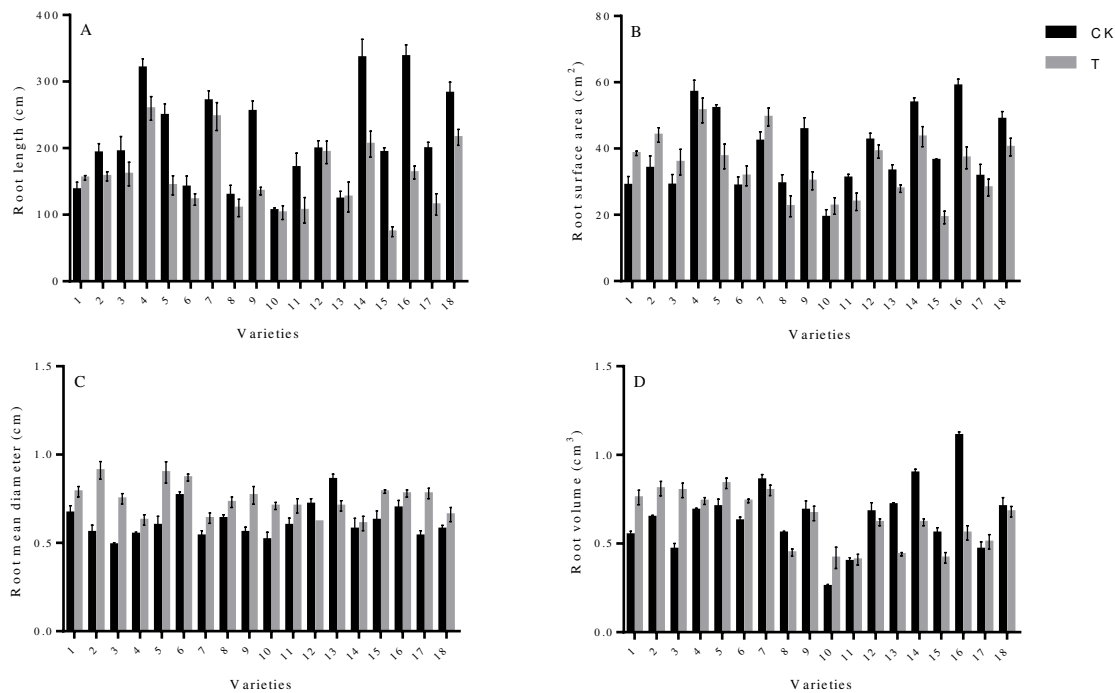 A
Root length (cm)
400
300
200
100
0
1 2 3 4 5 6 7 8 9 10 11 12 13 14 15 16 17 18
Varieties
B
Root surface area (cm²)
80
60
40
20
0
1 2 3 4 5 6 7 8 9 10 11 12 13 14 15 16 17 18
Varieties
CK
T
C
Root mean diameter (cm)
1.5
1.0
0.5
0.0
1 2 3 4 5 6 7 8 9 10 11 12 13 14 15 16 17 18
Varieties
D
Root volume (cm³)
1.5
1.0
0.5
0.0
1 2 3 4 5 6 7 8 9 10 11 12 13 14 15 16 17 18
Varieties